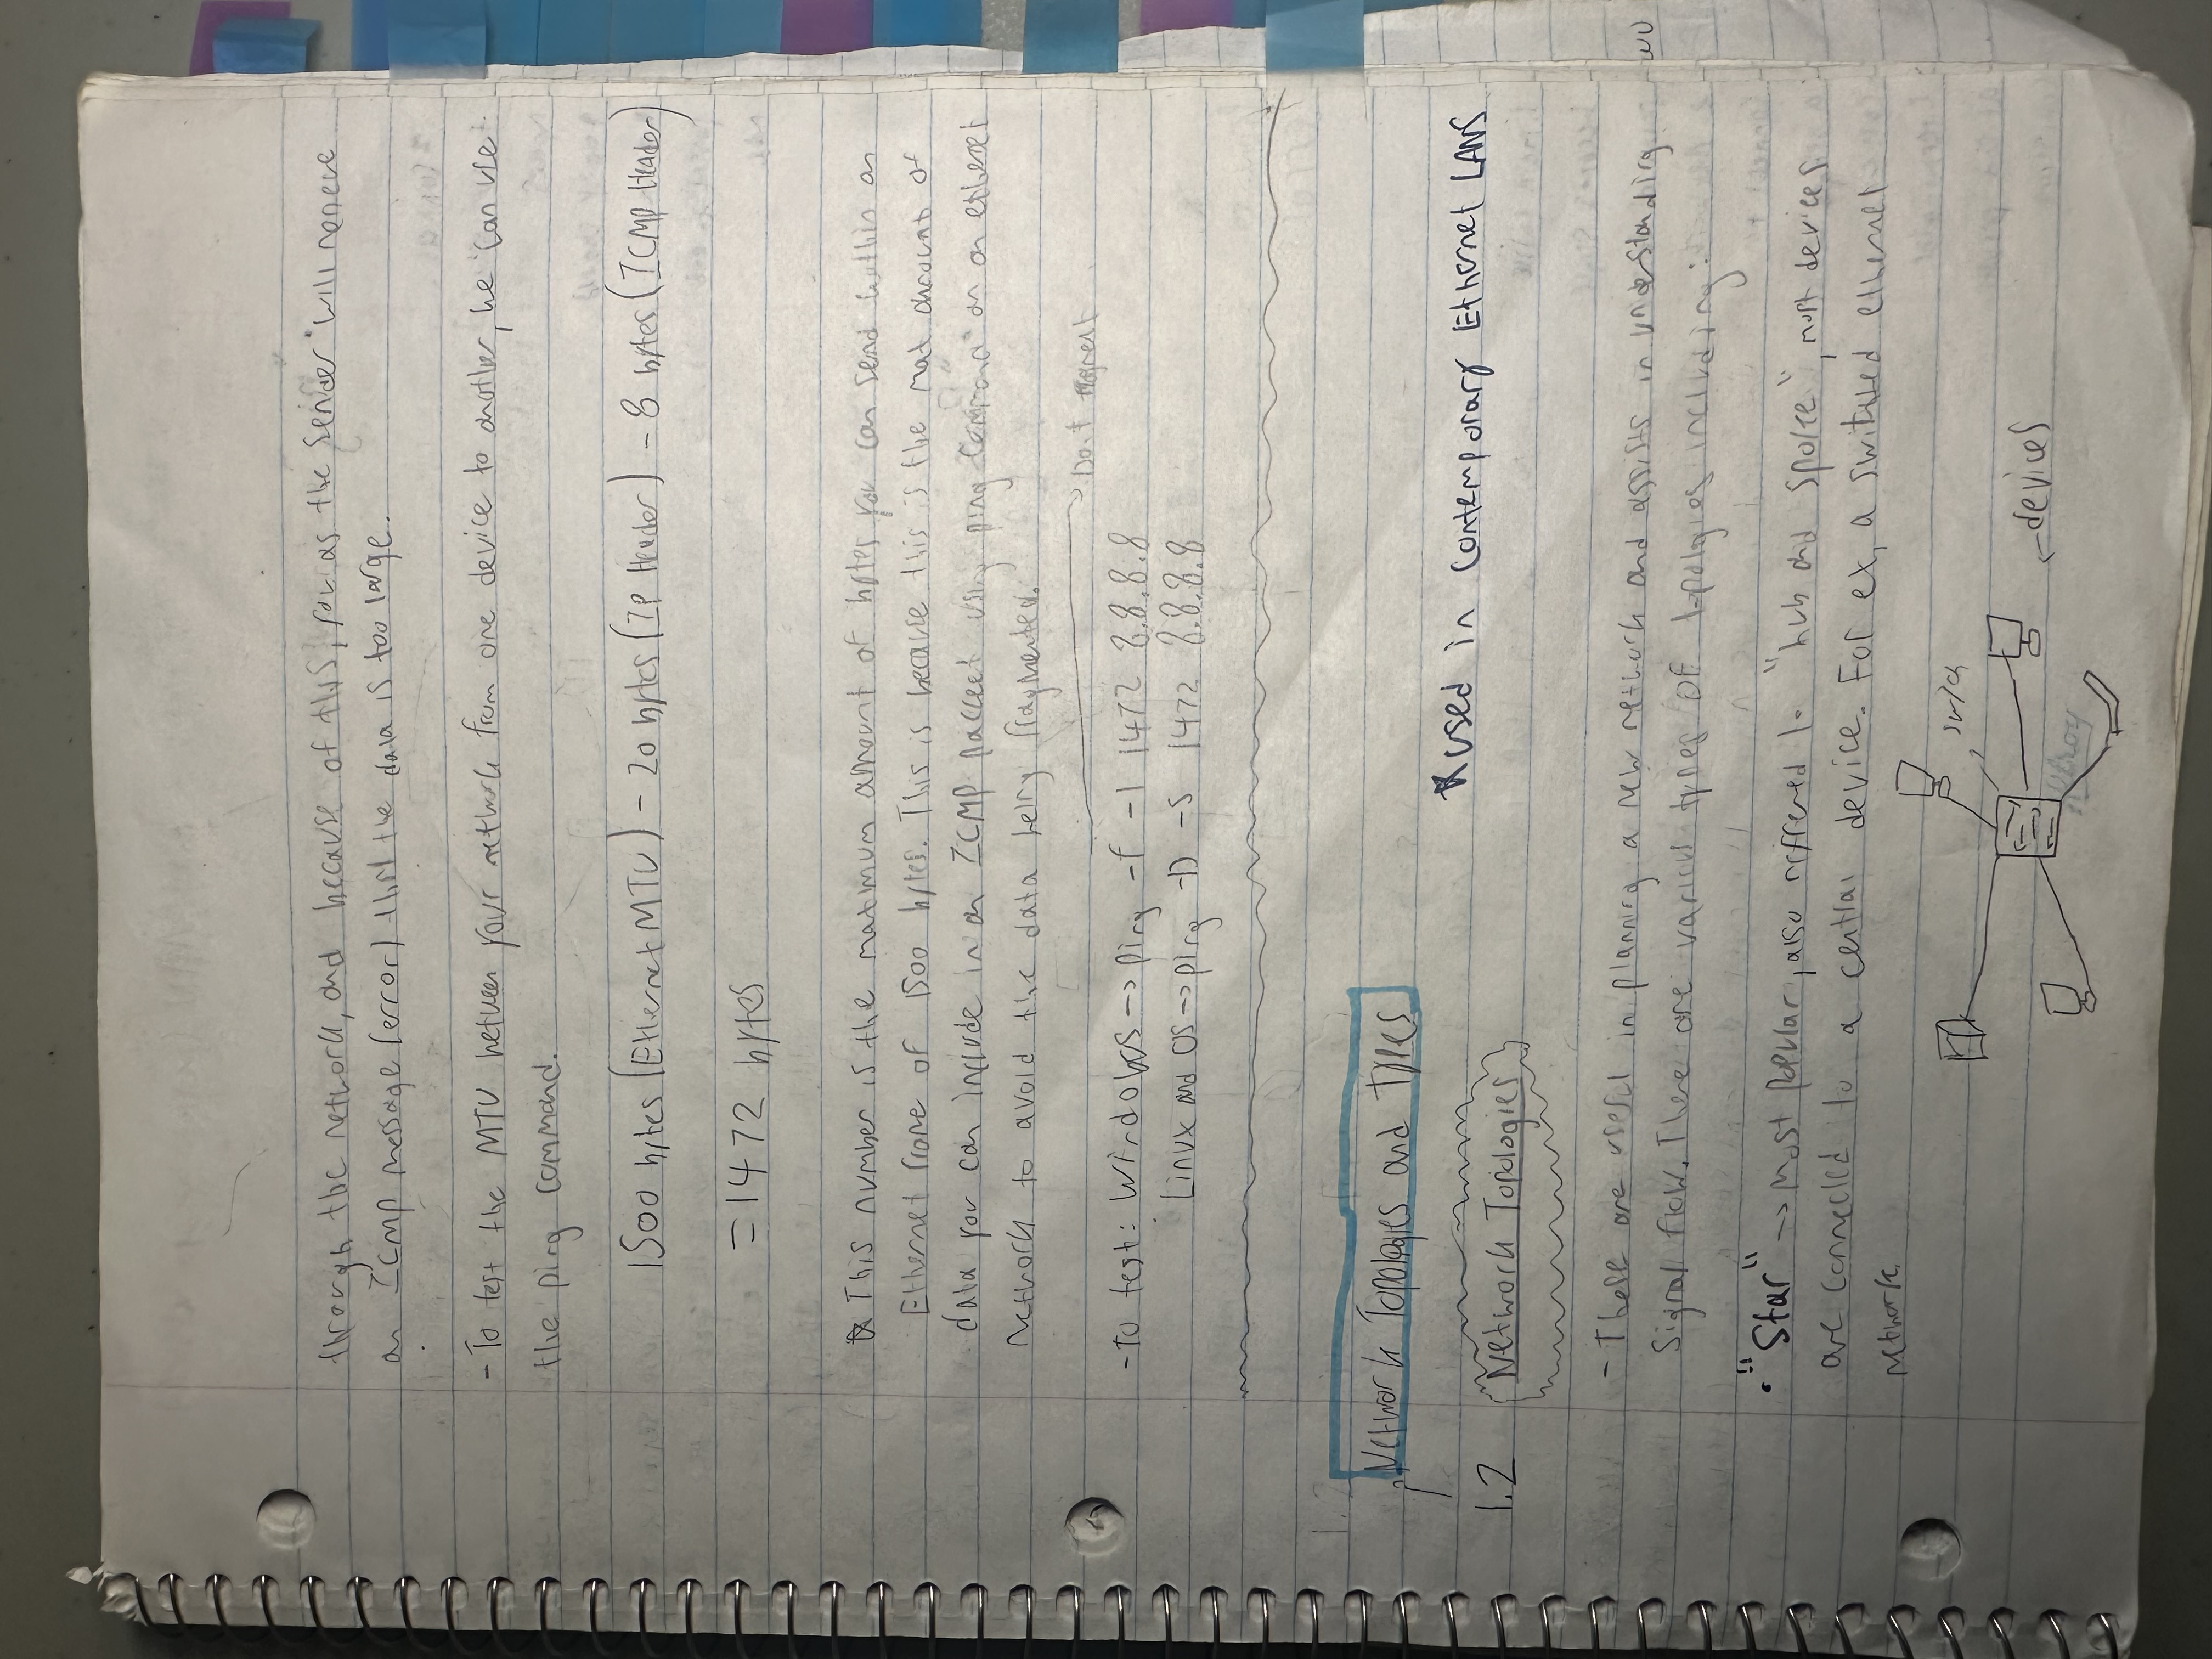 through the network, and because of this, you as the sender will recieve
an ICMP message (error) that the data is too large.
- To test the MTU between your network from one device to another, we can use
the ping command.
1500 bytes (Ethernet MTU) - 20 bytes (IP Header) - 8 bytes (ICMP Header)
= 1472 bytes
☆ This number is the maximum amount of bytes you can send within an
Ethernet frame of 1500 bytes. This is because this is the max amount of
data you can include in an ICMP packet using ping command on an ethernet
network to avoid the data being fragmented.
Don't fragment
- To test: Windows → ping -f -l 1472 8.8.8.8
Linux and OS → ping -D -s 1472 8.8.8.8
1.2
Network Topologies and Types
★ used in contemporary Ethernet LANS
1.2 Network Topologies
- These are useful in planning a new network and assists in understanding
signal flow. There are various types of topologies including:
• "Star" → Most popular, also reffered to "hub and spoke", most devices
are connected to a central device. For ex, a switched ethernet
network.
switch
← devices